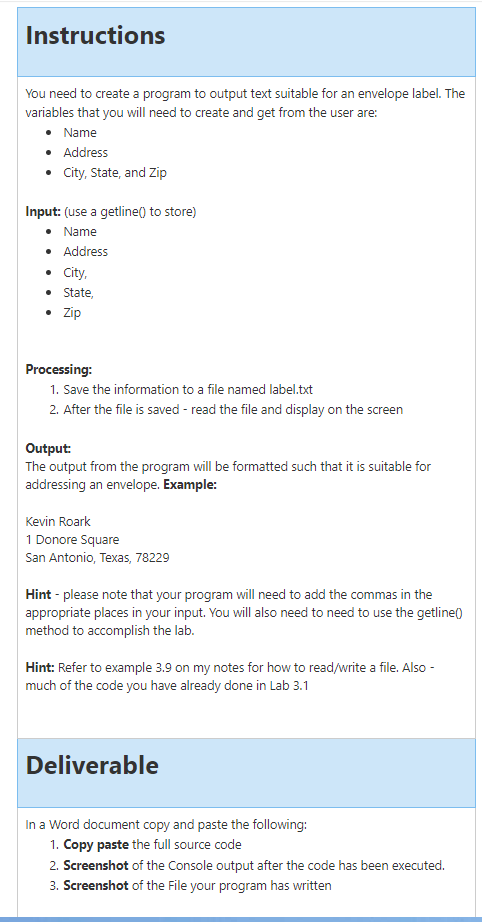 Instructions
You need to create a program to output text suitable for an envelope label. The
variables that you will need to create and get from the user are:
• Name
• Address
• City, State, and Zip
Input: (use a getline() to store)
• Name
• Address
• City,
• State,
• Zip
Processing:
1. Save the information to a file named label.txt
2. After the file is saved - read the file and display on the screen
Output:
The output from the program will be formatted such that it is suitable for
addressing an envelope. Example:
Kevin Roark
1 Donore Square
San Antonio, Texas, 78229
Hint - please note that your program will need to add the commas in the
appropriate places in your input. You will also need to need to use the getline()
method to accomplish the lab.
Hint: Refer to example 3.9 on my notes for how to read/write a file. Also -
much of the code you have already done in Lab 3.1
Deliverable
In a Word document copy and paste the following:
1. Copy paste the full source code
2. Screenshot of the Console output after the code has been executed.
3. Screenshot of the File your program has written